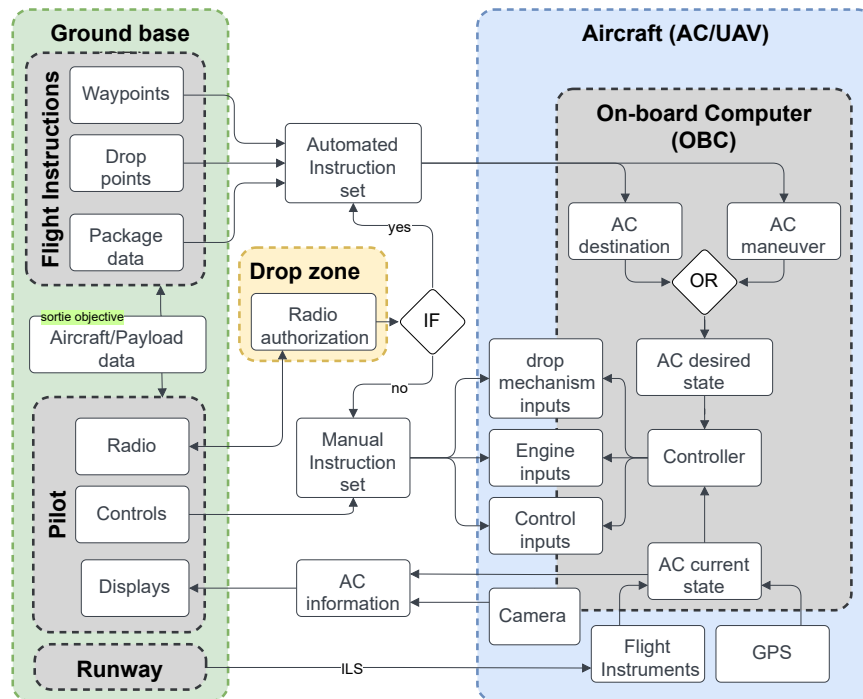 Ground base
Flight Instructions
Waypoints
Drop
points
Package
data
sortie objective
Aircraft/Payload
data
Pilot
Radio
Controls
Displays
Runway
Automated
Instruction
set
yes
Drop zone
Radio
authorization
IF
no
Manual
Instruction
set
AC
information
ILS
Aircraft (AC/UAV)
On-board Computer
(OBC)
AC
destination
AC
maneuver
OR
AC desired
state
drop
mechanism
inputs
Engine
inputs
Control
inputs
Controller
AC current
state
Camera
Flight
Instruments
GPS